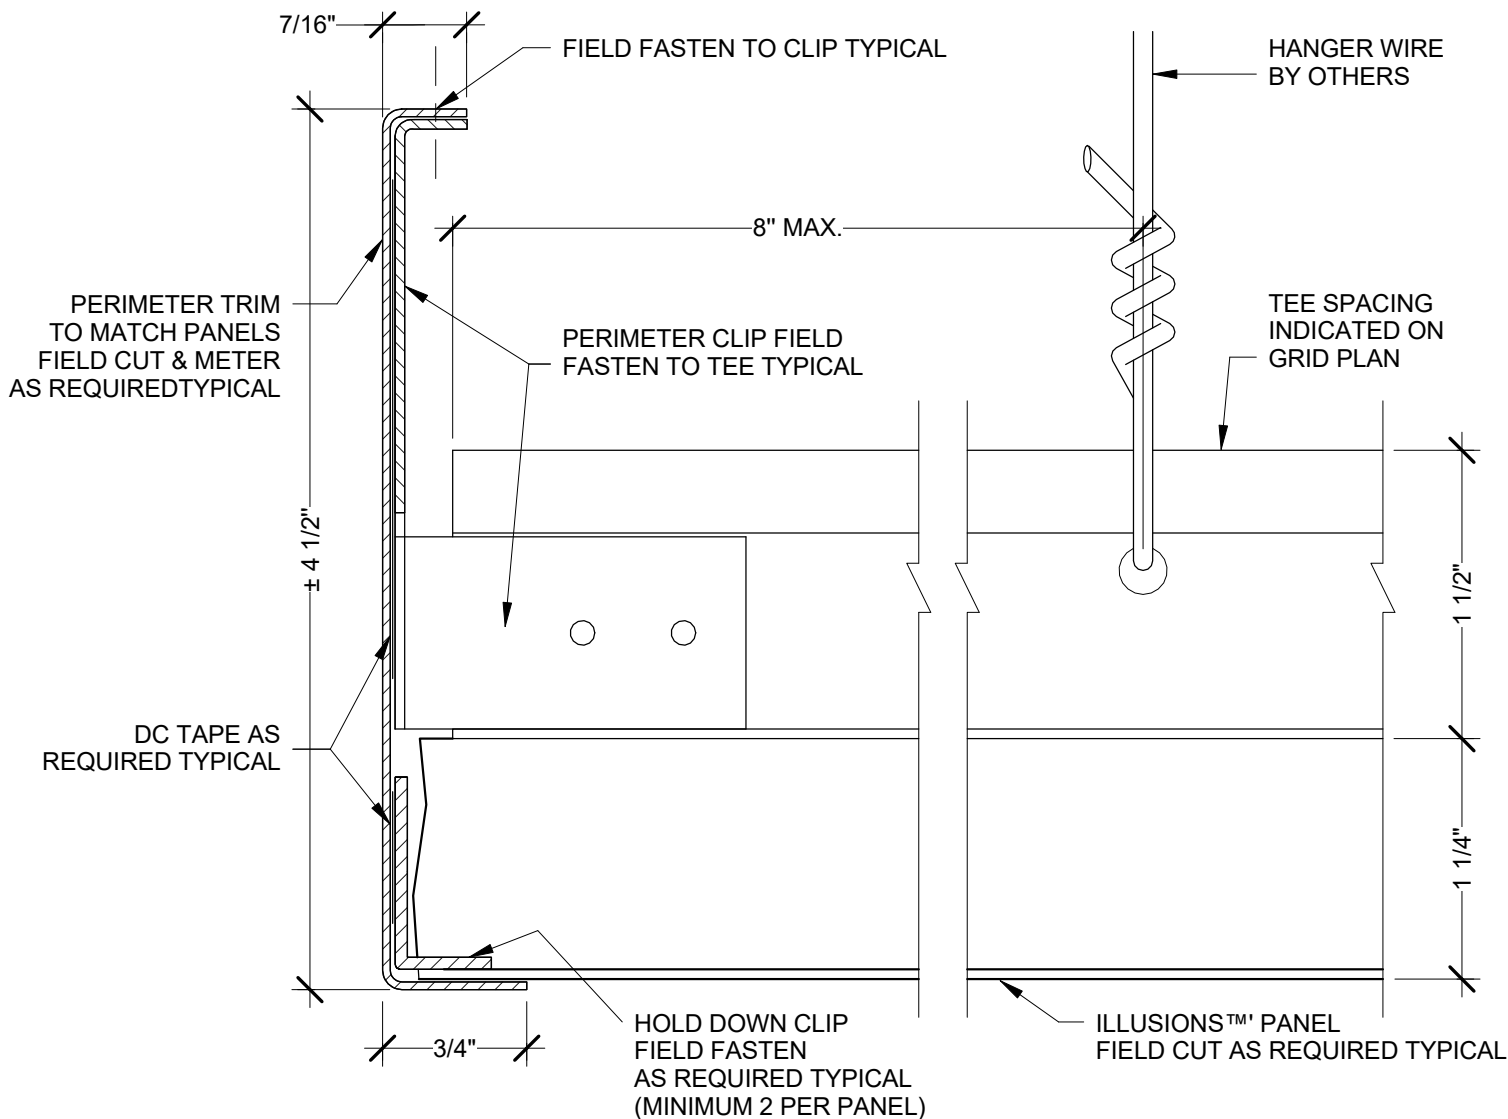 7/16"
FIELD FASTEN TO CLIP TYPICAL
HANGER WIRE
BY OTHERS
8" MAX.
PERIMETER TRIM
TO MATCH PANELS
FIELD CUT & METER
AS REQUIREDTYPICAL
PERIMETER CLIP FIELD
FASTEN TO TEE TYPICAL
TEE SPACING
INDICATED ON
GRID PLAN
± 4 1/2"
1 1/2"
DC TAPE AS
REQUIRED TYPICAL
1 1/4"
3/4"
HOLD DOWN CLIP
FIELD FASTEN
AS REQUIRED TYPICAL
(MINIMUM 2 PER PANEL)
ILLUSIONS™' PANEL
FIELD CUT AS REQUIRED TYPICAL